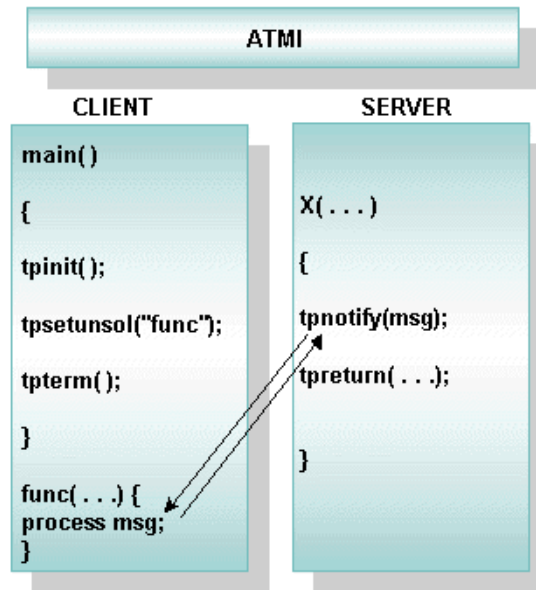 ATMI
CLIENT
main( )
{
tpinit( );
tpsetunsol("func");
tpterm( );
}
func( . . .) {
process msg;
}
SERVER
X( . . . )
{
tpnotify(msg);
tpreturn( . . .);
}